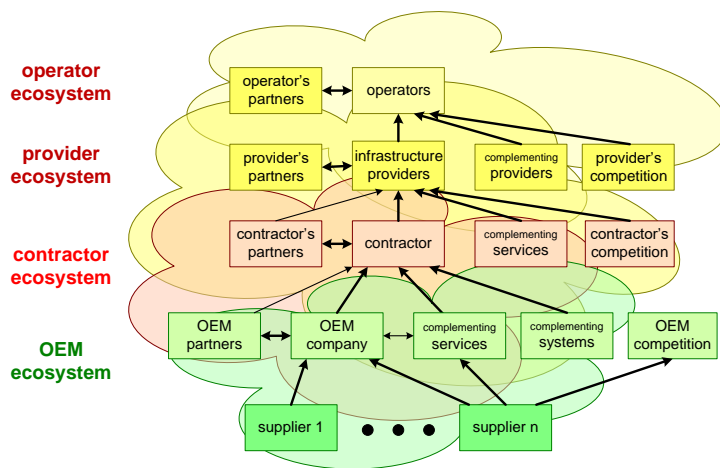 operator
ecosystem
operator's
partners
operators
provider
ecosystem
provider's
partners
infrastructure
providers
complementing
providers
provider's
competition
contractor
ecosystem
contractor's
partners
contractor
complementing
services
contractor's
competition
OEM
ecosystem
OEM
partners
OEM
company
complementing
services
complementing
systems
OEM
competition
supplier 1
supplier n